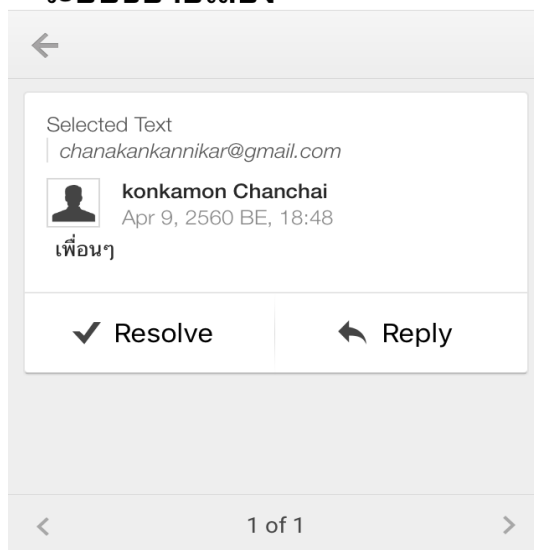 Selected Text
chanakankannikar@gmail.com
konkamon Chanchai
Apr 9, 2560 BE, 18:48
เพื่อนๆ
Resolve
Reply
1 of 1